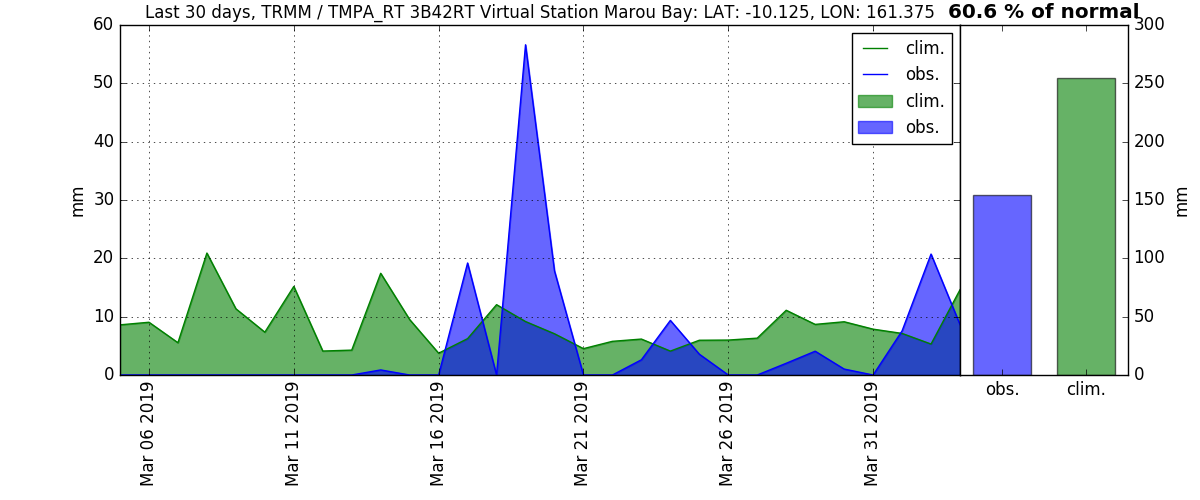 Last 30 days, TRMM / TMPA_RT 3B42RT Virtual Station Marou Bay: LAT: -10.125, LON: 161.375
60.6 % of normal
60
50
40
30
20
10
0
mm
clim.
obs.
clim.
obs.
300
250
200
150
100
50
0
mm
Mar 06 2019
Mar 11 2019
Mar 16 2019
Mar 21 2019
Mar 26 2019
Mar 31 2019
obs.
clim.